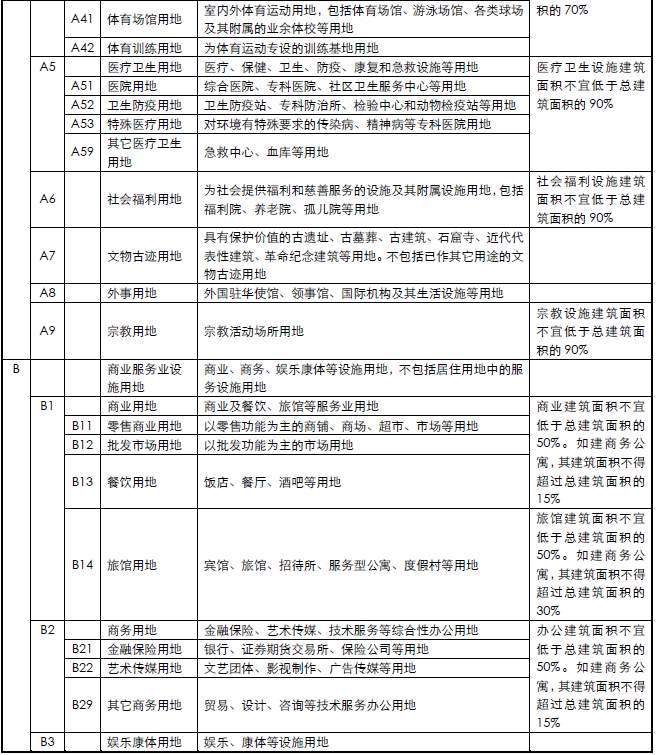 A41 体育场馆用地 室内外体育运动用地，包括体育场馆、游泳场馆、各类球场
及其附属的业余体校等用地
积的 70%
A42 体育训练用地 为体育运动专设的训练基地用地
A5 医疗卫生用地 医疗、保健、卫生、防疫、康复和急救设施等用地
医疗卫生设施建筑
面积不宜低于总建
筑面积的 90%
A51 医院用地 综合医院、专科医院、社区卫生服务中心等用地
A52 卫生防疫用地 卫生防疫站、专科防治所、检验中心和动物检疫站等用地
A53 特殊医疗用地 对环境有特殊要求的传染病、精神病等专科医院用地
A59 其它医疗卫生
用地
急救中心、血库等用地
A6 社会福利用地 为社会提供福利和慈善服务的设施及其附属设施用地，包括
福利院、养老院、孤儿院等用地
社会福利设施建筑
面积不宜低于总建
筑面积的 90%
A7 文物古迹用地 具有保护价值的古遗址、古墓葬、古建筑、石窟寺、近代代
表性建筑、革命纪念建筑等用地。不包括已作其它用途的文
物古迹用地
A8 外事用地 外国驻华使馆、领事馆、国际机构及其生活设施等用地
A9 宗教用地 宗教活动场所用地
宗教设施建筑面积
不宜低于总建筑面
积的 90%
B 商业服务业设
施用地
商业、商务、娱乐康体等设施用地，不包括居住用地中的服
务设施用地
B1 商业用地 商业及餐饮、旅馆等服务业用地
商业建筑面积不宜
低于总建筑面积的
50%。如建商务公
寓，其建筑面积不得
超过总建筑面积的
15%
B11 零售商业用地 以零售功能为主的商铺、商场、超市、市场等用地
B12 批发市场用地 以批发功能为主的市场用地
B13 餐饮用地 饭店、餐厅、酒吧等用地
B14 旅馆用地 宾馆、旅馆、招待所、服务型公寓、度假村等用地
旅馆建筑面积不宜
低于总建筑面积的
50%。如建商务公
寓，其建筑面积不得
超过总建筑面积的
30%
B2 商务用地 金融保险、艺术传媒、技术服务等综合性办公用地
办公建筑面积不宜
低于总建筑面积的
50%。如建商务公
寓，其建筑面积不得
超过总建筑面积的
15%
B21 金融保险用地 银行、证券期货交易所、保险公司等用地
B22 艺术传媒用地 文艺团体、影视制作、广告传媒等用地
B29 其它商务用地 贸易、设计、咨询等技术服务办公用地
B3 娱乐康体用地 娱乐、康体等设施用地